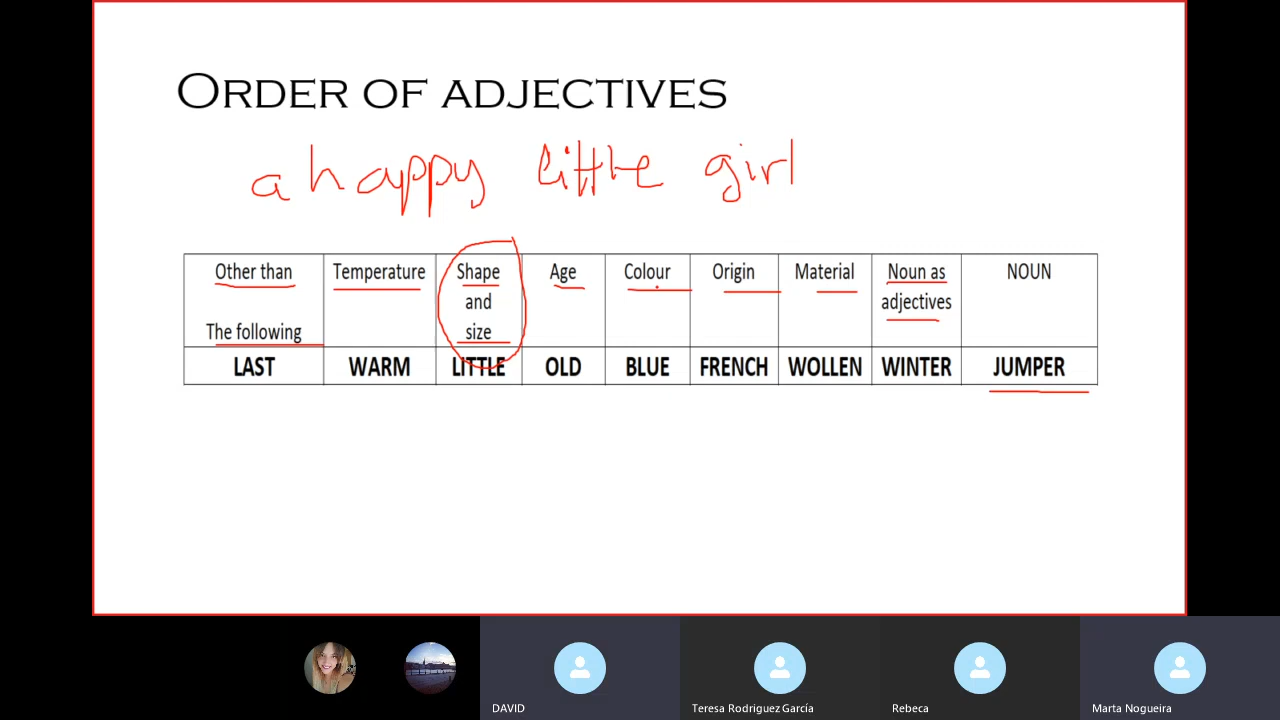 ORDER OF ADJECTIVES
a happy little girl
Other than The following Temperature Shape and size Age Colour Origin Material Noun as adjectives NOUN
LAST WARM LITTLE OLD BLUE FRENCH WOLLEN WINTER JUMPER
DAVID Teresa Rodriguez García Rebeca Marta Nogueira